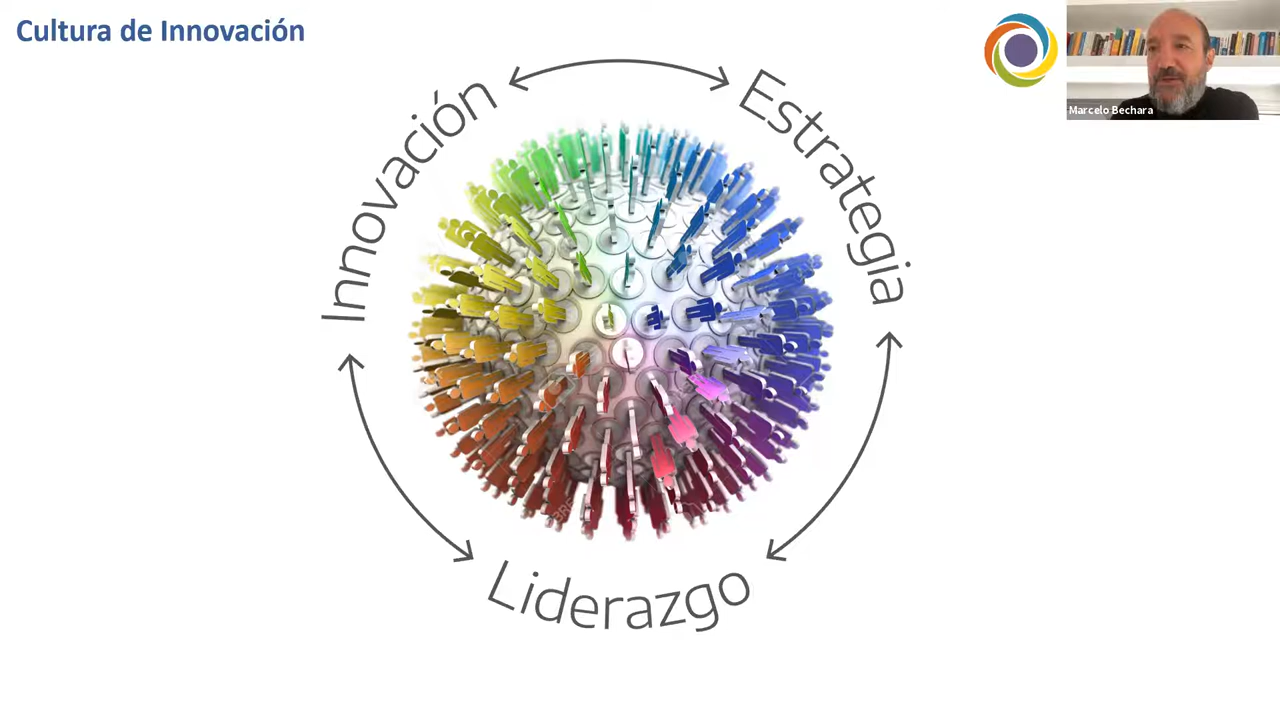 Cultura de Innovación
Innovación
Estrategia
Liderazgo
Marcelo Bechara